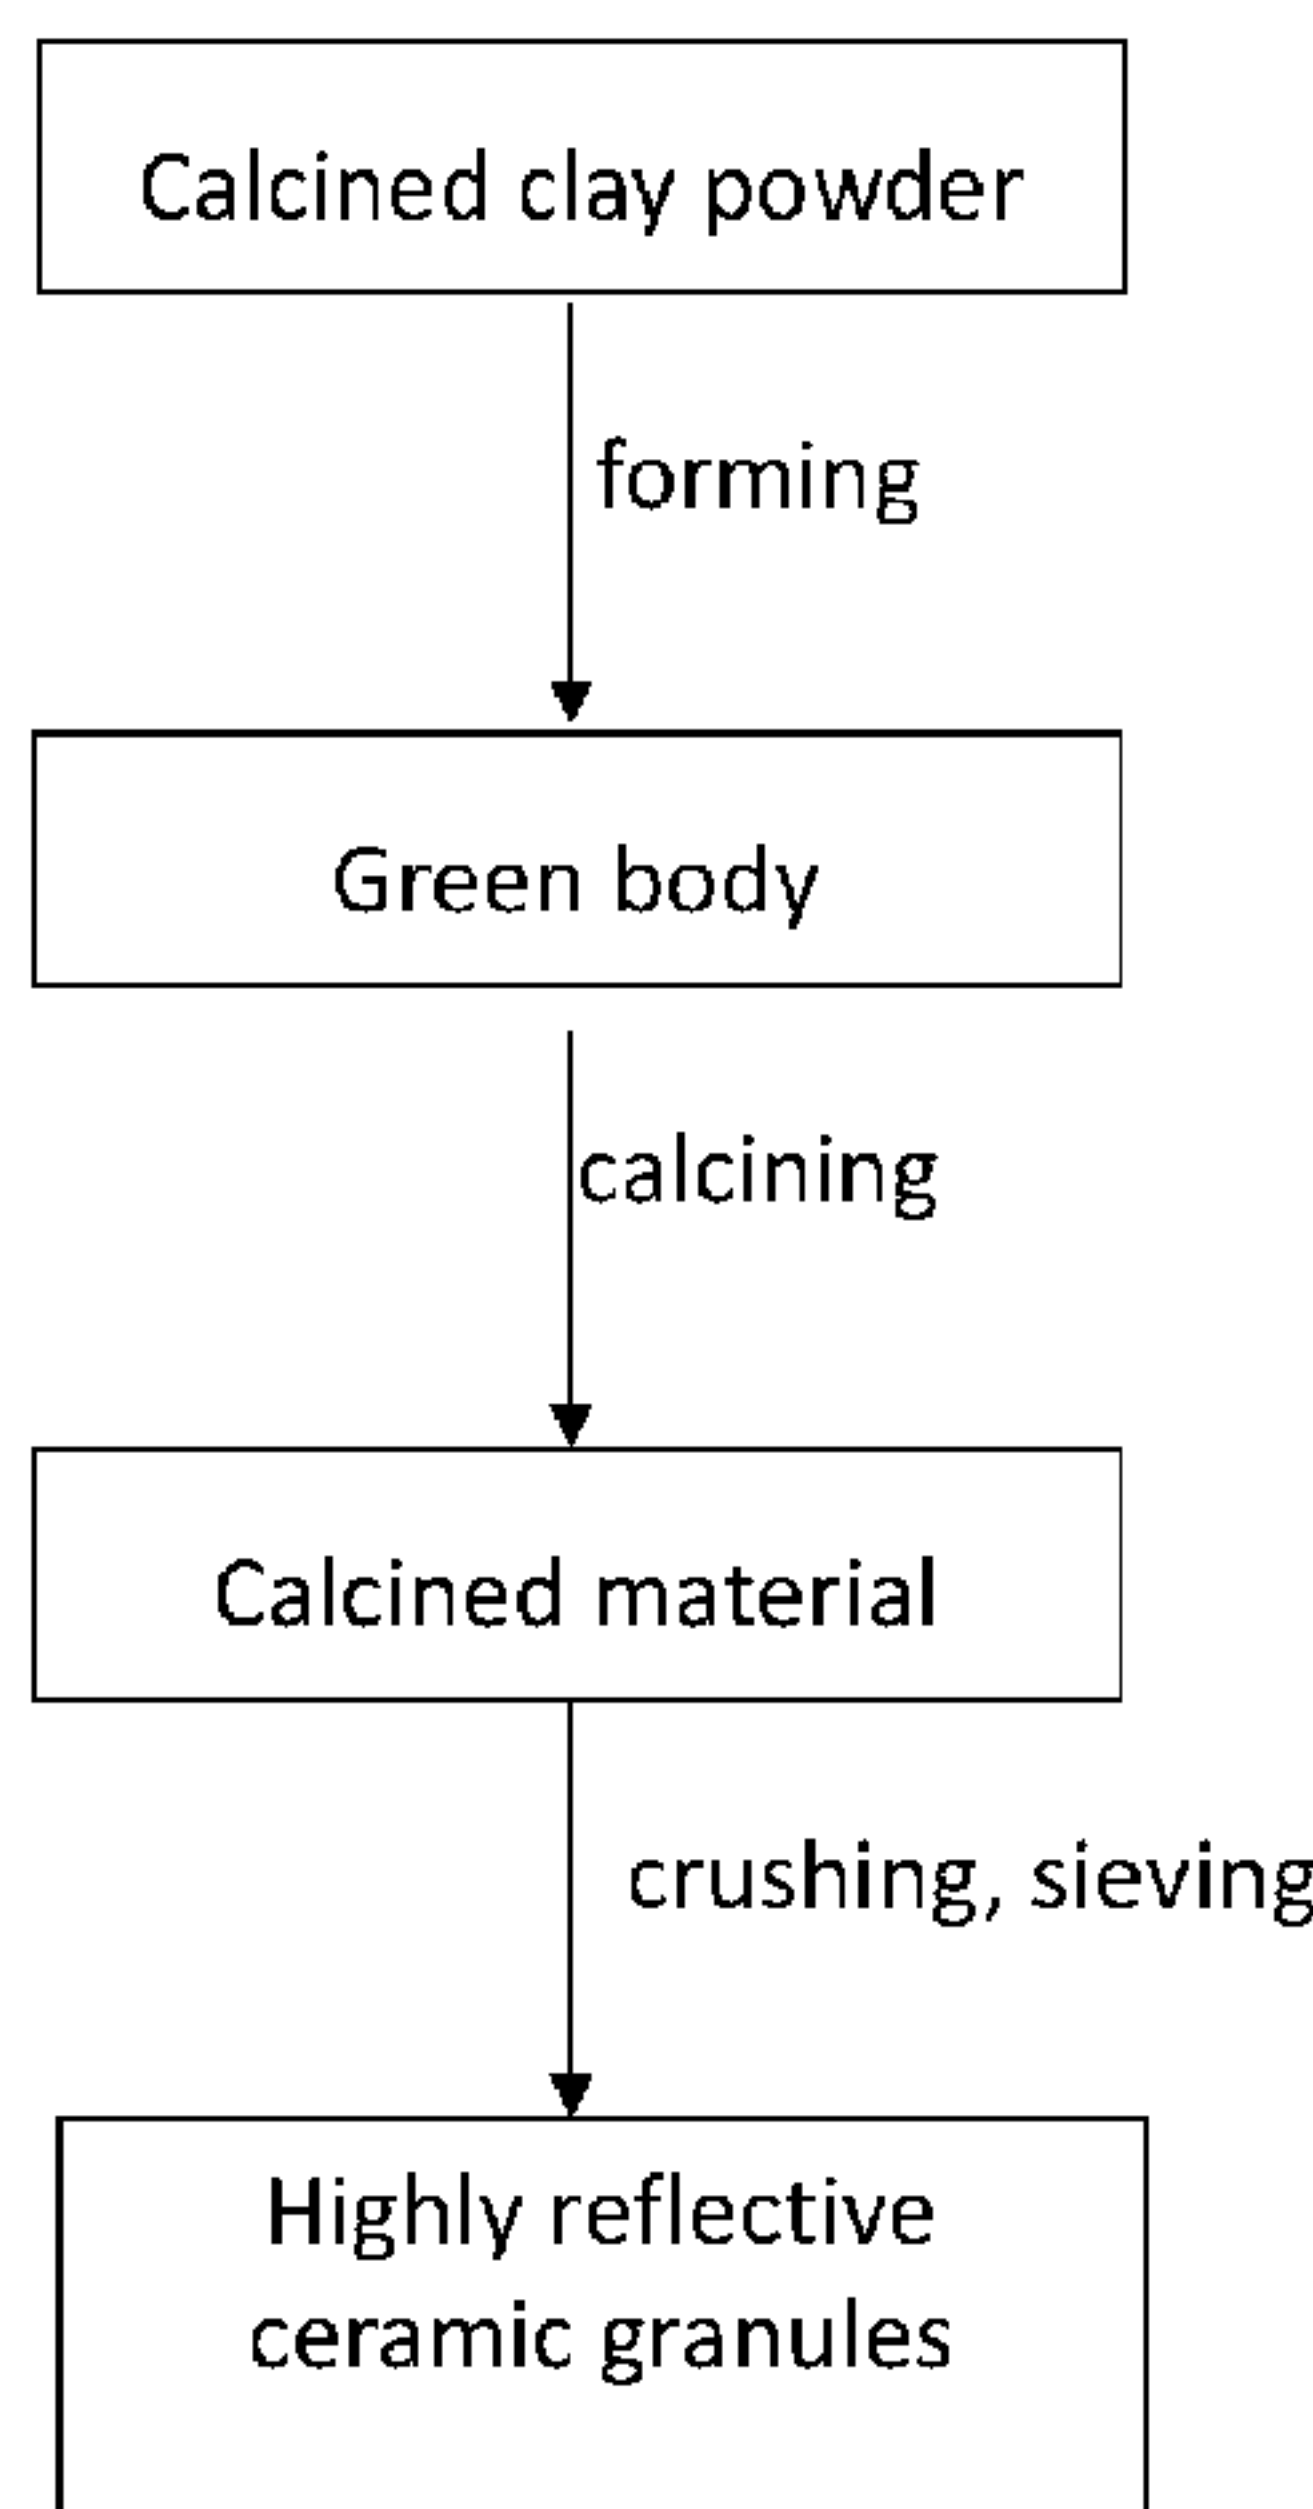 Calcined clay powder
forming
Green body
calcining
Calcined material
crushing, sieving
Highly reflective
ceramic granules